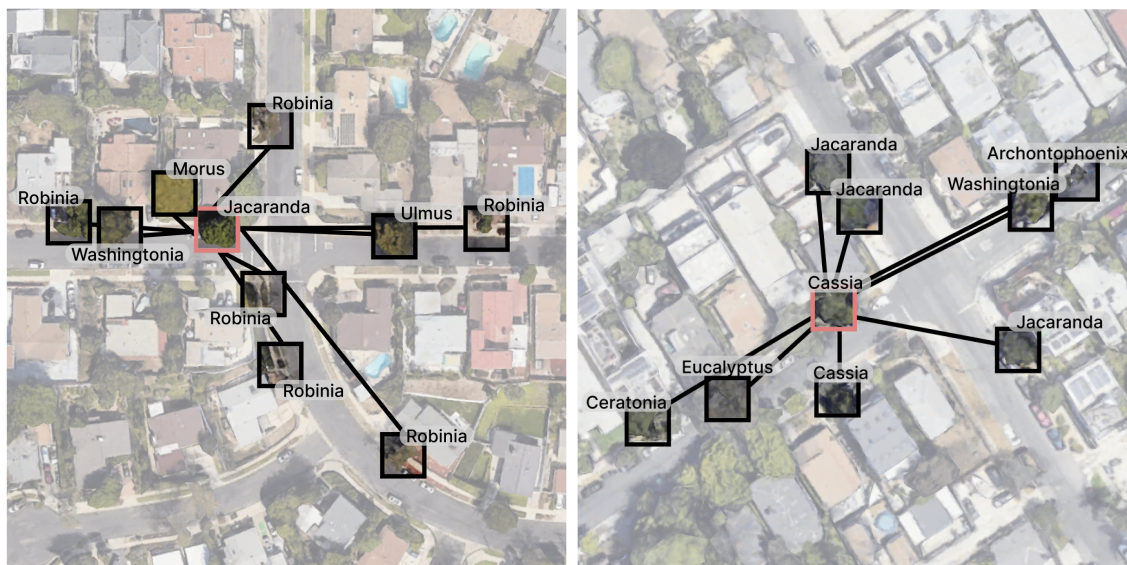 Robinia
Morus
Robinia
Jacaranda
Ulmus
Robinia
Washingtonia
Robinia
Robinia
Robinia
Jacaranda
Archontophoenix
Jacaranda
Washingtonia
Cassia
Jacaranda
Eucalyptus
Cassia
Ceratonia